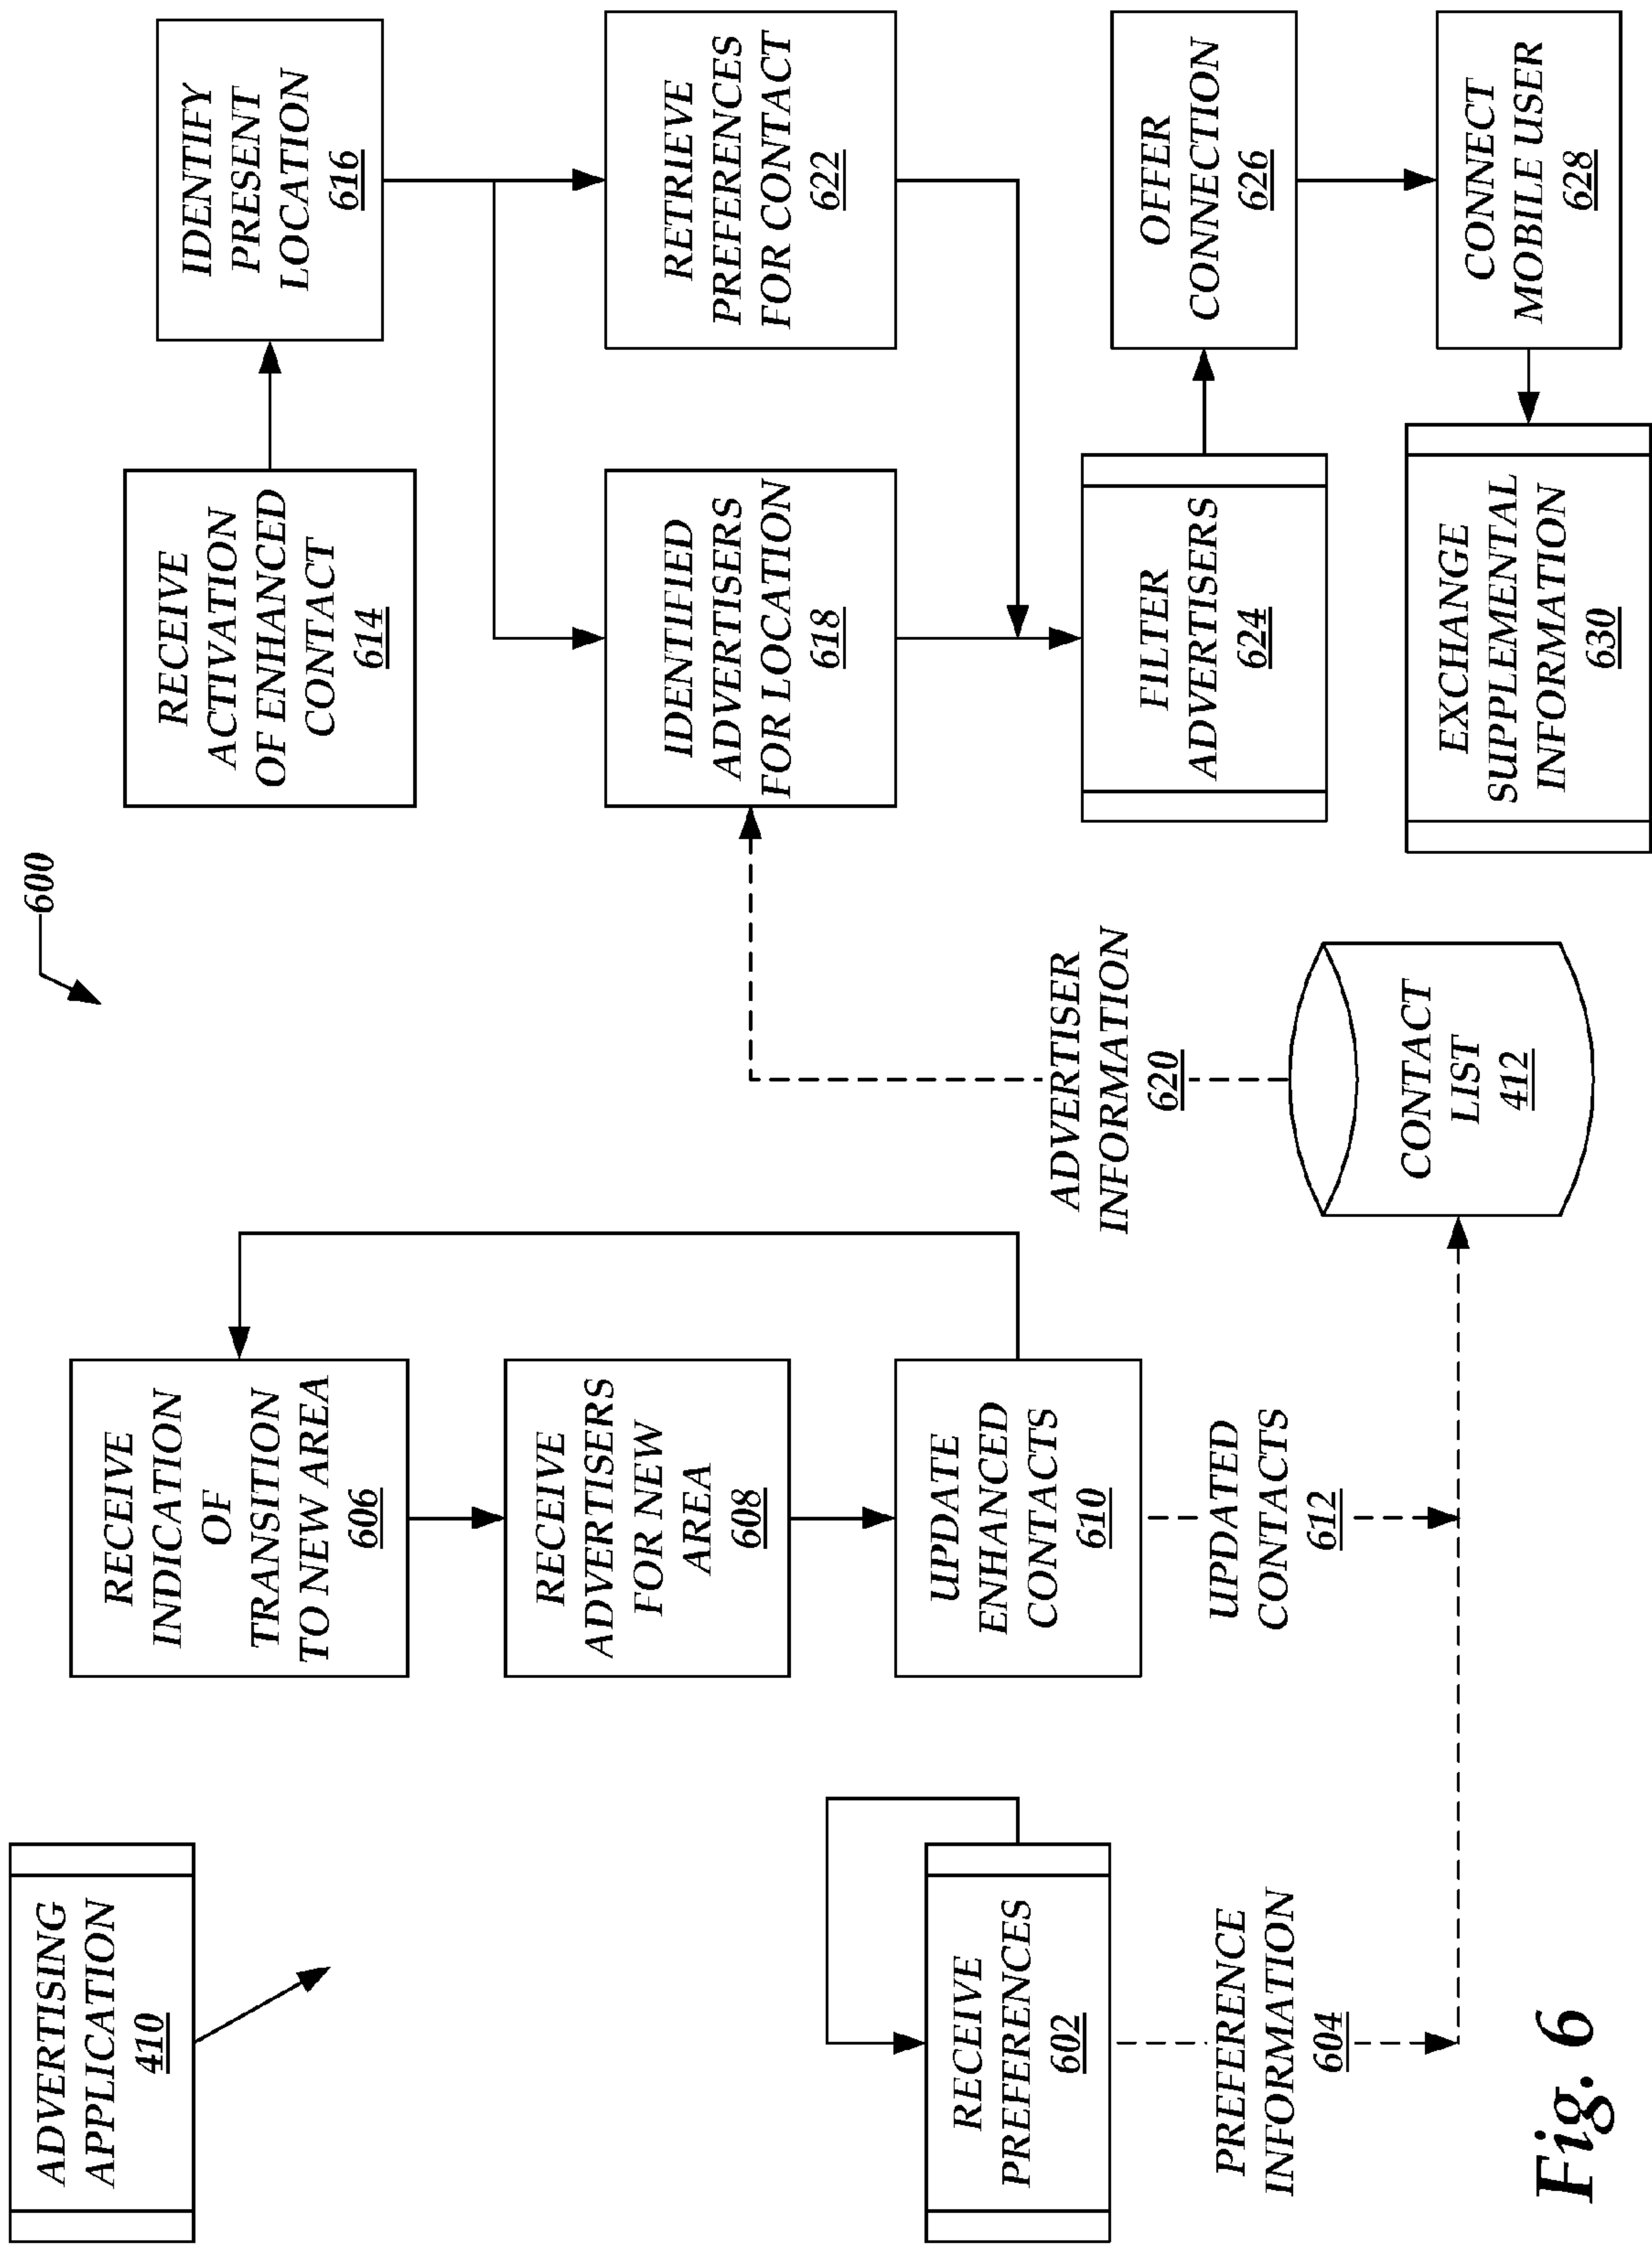 600
ADVERTISING
APPLICATION
410
RECEIVE
PREFERENCES
602
PREFERENCE
INFORMATION
604
RECEIVE
INDICATION
OF
TRANSITION
TO NEW AREA
606
RECEIVE
ADVERTISERS
FOR NEW
AREA
608
UPDATE
ENHANCED
CONTACTS
610
UPDATED
CONTACTS
612
ADVERTISER
INFORMATION
620
CONTACT
LIST
412
RECEIVE
ACTIVATION
OF ENHANCED
CONTACT
614
IDENTIFY
PRESENT
LOCATION
616
IDENTIFIED
ADVERTISERS
FOR LOCATION
618
RETRIEVE
PREFERENCES
FOR CONTACT
622
FILTER
ADVERTISERS
624
OFFER
CONNECTION
626
EXCHANGE
SUPPLEMENTAL
INFORMATION
630
CONNECT
MOBILE USER
628
Fig. 6